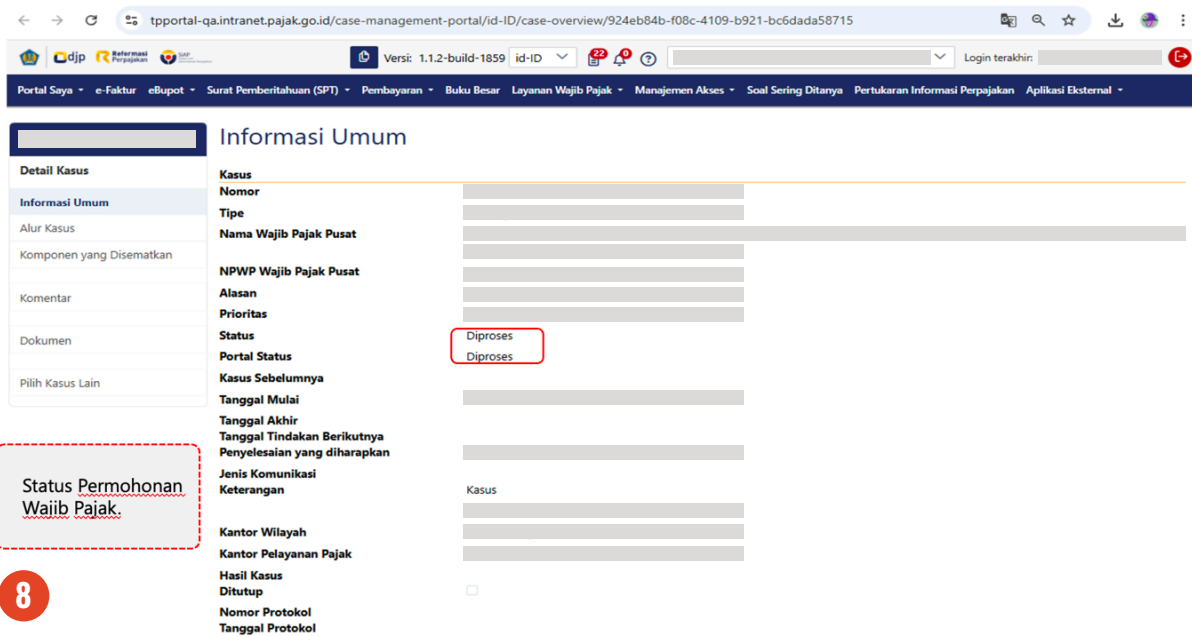 tpportal-qa.intranet.pajak.go.id/case-management-portal/id-ID/case-overview/924eb84b-f08c-4109-b921-bc6dada58715
djp Reformasi Perpajakan SIAP Versi: 1.1.2-build-1859 id-ID 22 0 Login terakhir:
Portal Saya e-Faktur eBupot Surat Pemberitahuan (SPT) Pembayaran Buku Besar Layanan Wajib Pajak Manajemen Akses Soal Sering Ditanya Pertukaran Informasi Perpajakan Aplikasi Eksternal
Detail Kasus
Informasi Umum
Alur Kasus
Komponen yang Disematkan
Komentar
Dokumen
Pilih Kasus Lain
Informasi Umum
Kasus
Nomor
Tipe
Nama Wajib Pajak Pusat
NPWP Wajib Pajak Pusat
Alasan
Prioritas
Status Diproses
Portal Status Diproses
Kasus Sebelumnya
Tanggal Mulai
Tanggal Akhir
Tanggal Tindakan Berikutnya
Penyelesaian yang diharapkan
Jenis Komunikasi
Keterangan Kasus
Kantor Wilayah
Kantor Pelayanan Pajak
Hasil Kasus
Ditutup
Nomor Protokol
Tanggal Protokol
Status Permohonan
Wajib Pajak.
8